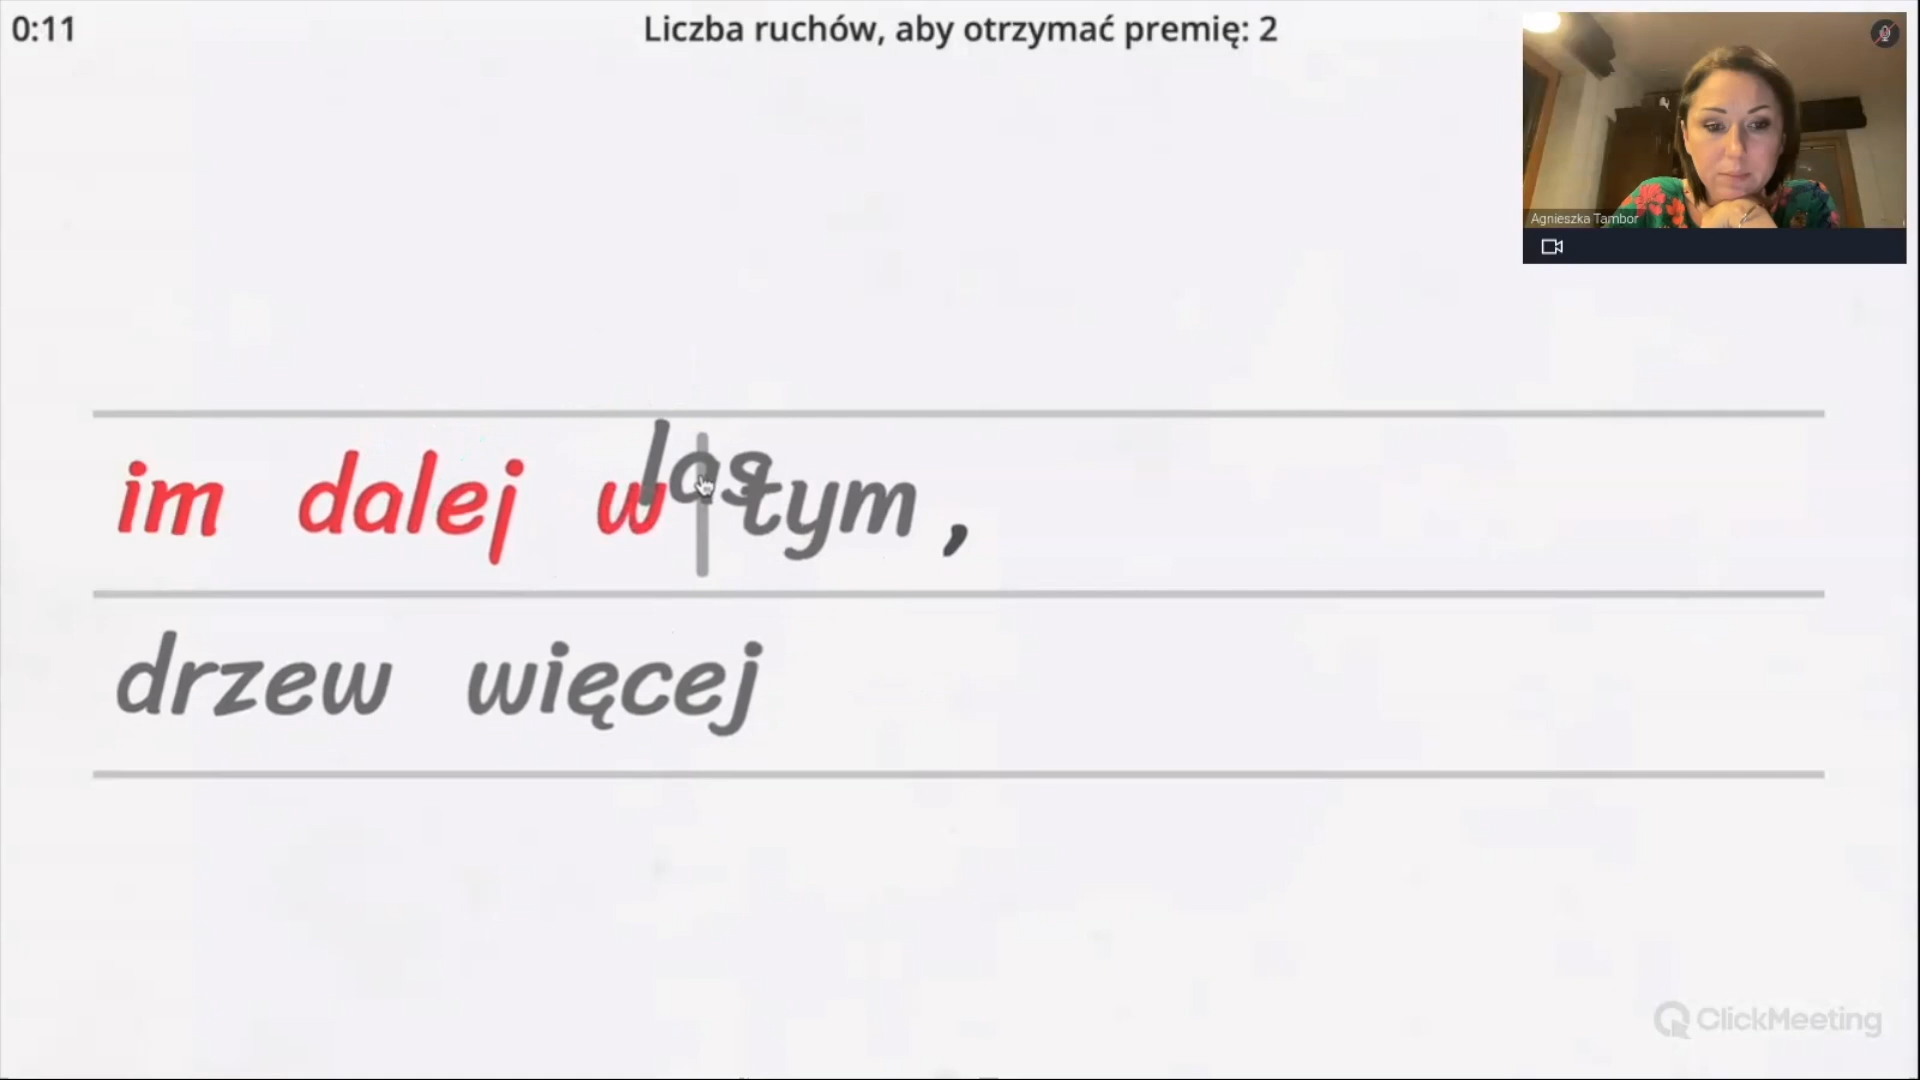 0:11
Liczba ruchów, aby otrzymać premię: 2
Agnieszka Tambor
im dalej w las tym ,
drzew więcej
ClickMeeting